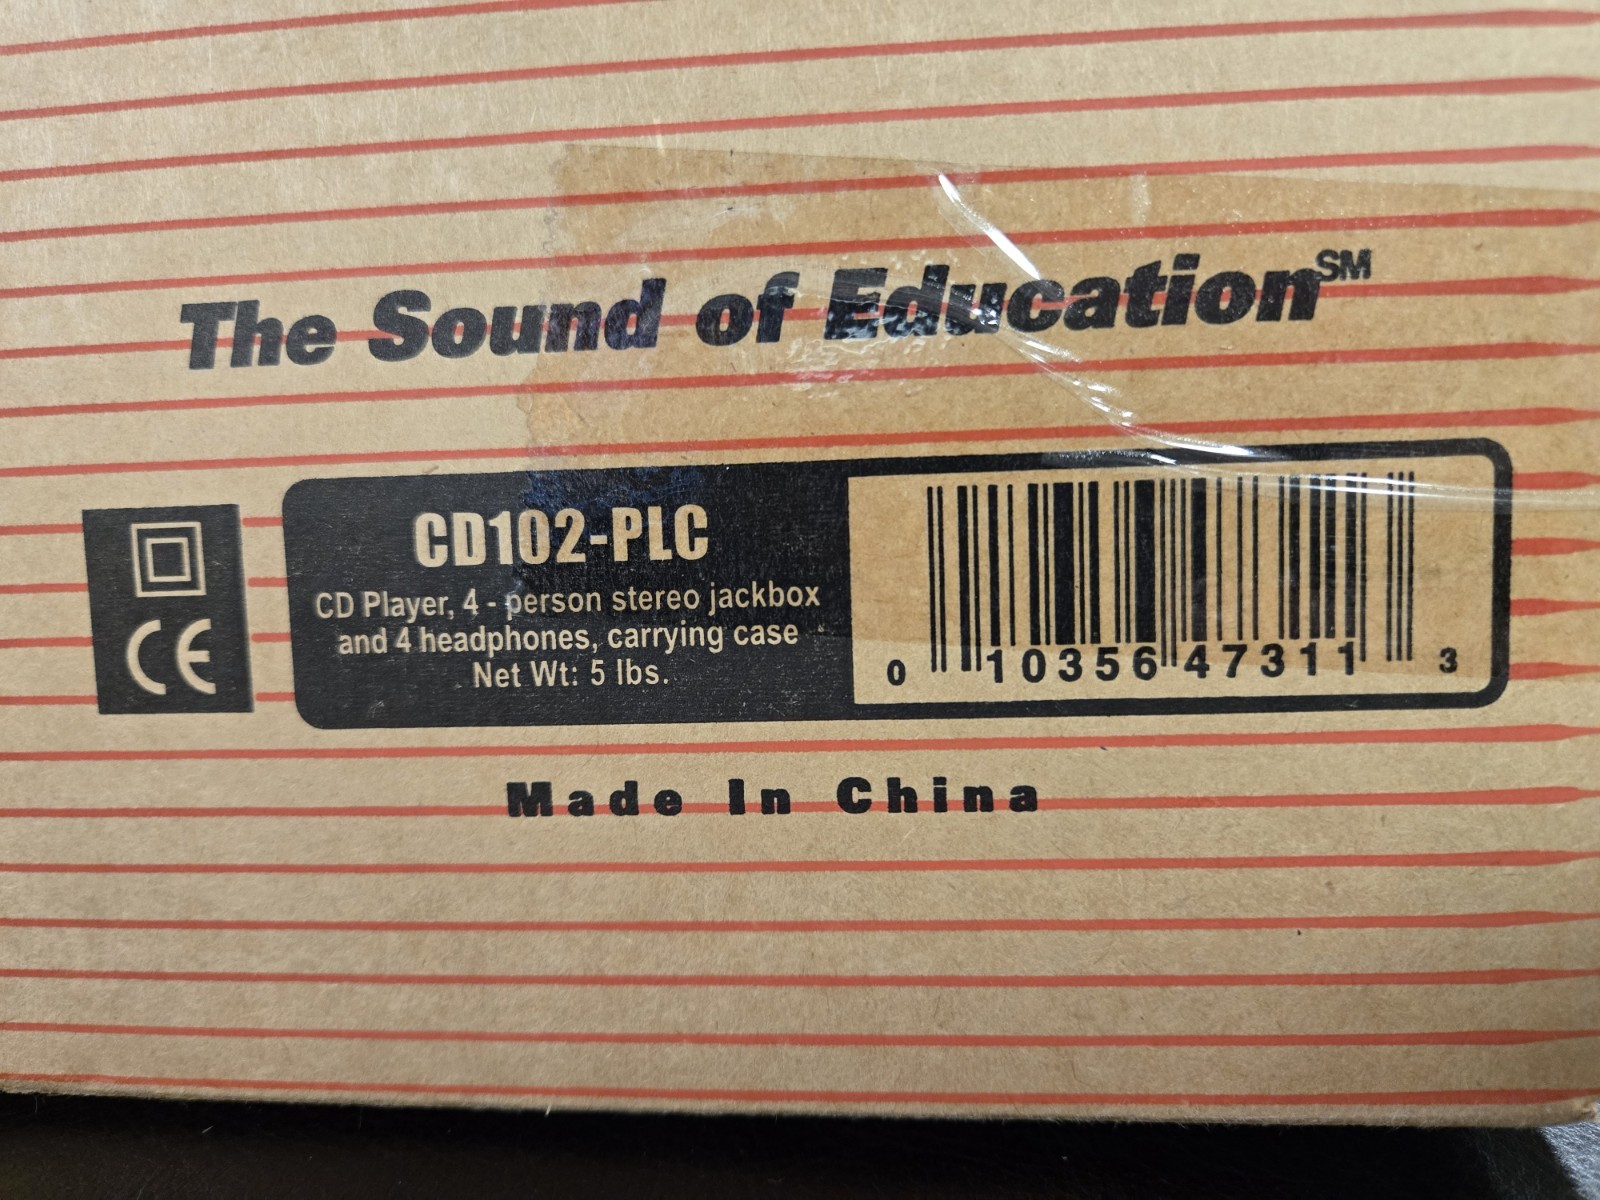 The Sound of Education℠
CD102-PLC
CD Player, 4 - person stereo jackbox
and 4 headphones, carrying case
Net Wt: 5 lbs.
CE
0 10356 47311 3
Made In China